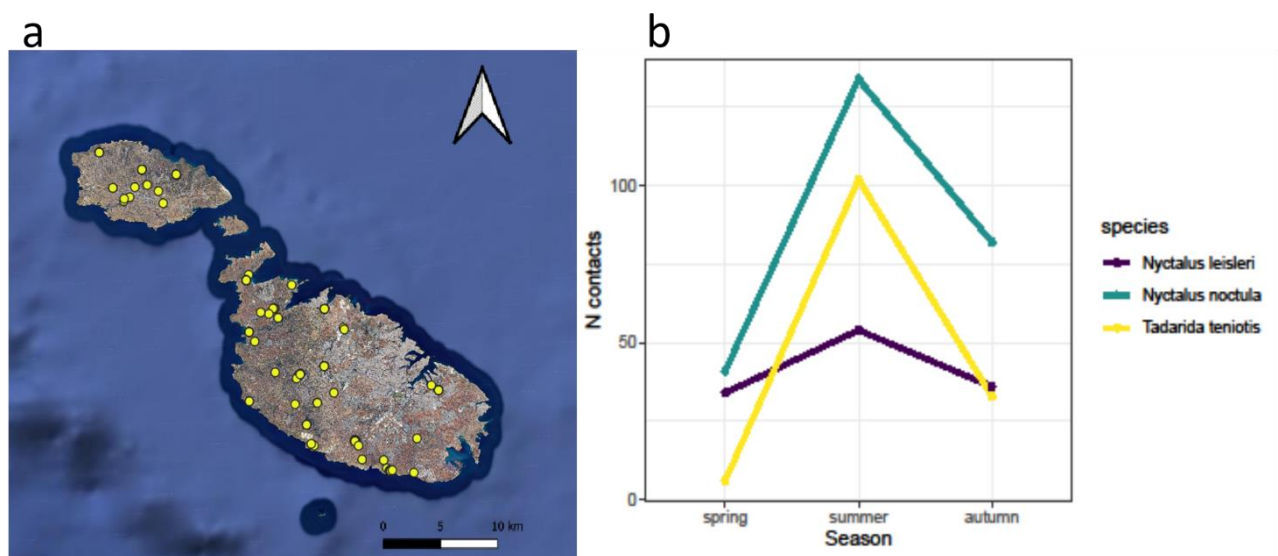 a
b
0 5 10 km
N contacts
100
50
0
spring summer autumn
Season
species
Nyctalus leisleri
Nyctalus noctula
Tadarida teniotis